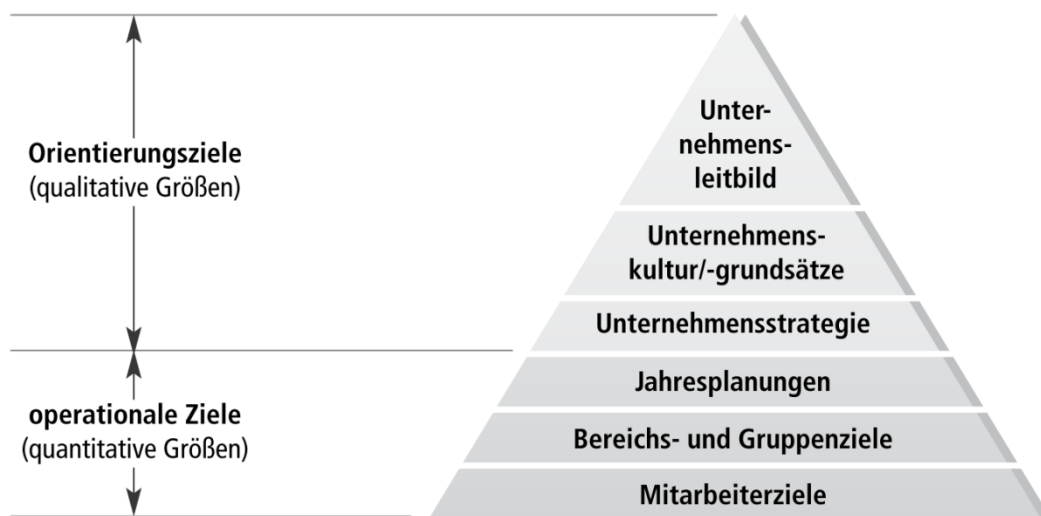 Orientierungsziele
(qualitative Größen)
operationale Ziele
(quantitative Größen)
Unter-
nehmens-
leitbild
Unternehmens-
kultur/-grundsätze
Unternehmensstrategie
Jahresplanungen
Bereichs- und Gruppenziele
Mitarbeiterziele